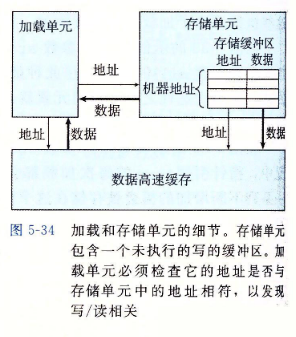 加载单元
存储单元
存储缓冲区
地址 数据
地址
机器地址
数据
地址 数据
地址 数据
数据高速缓存
图 5-34 加载和存储单元的细节。存储单元
包含一个未执行的写的缓冲区。加
载单元必须检查它的地址是否与
存储单元中的地址相符，以发现
写/读相关